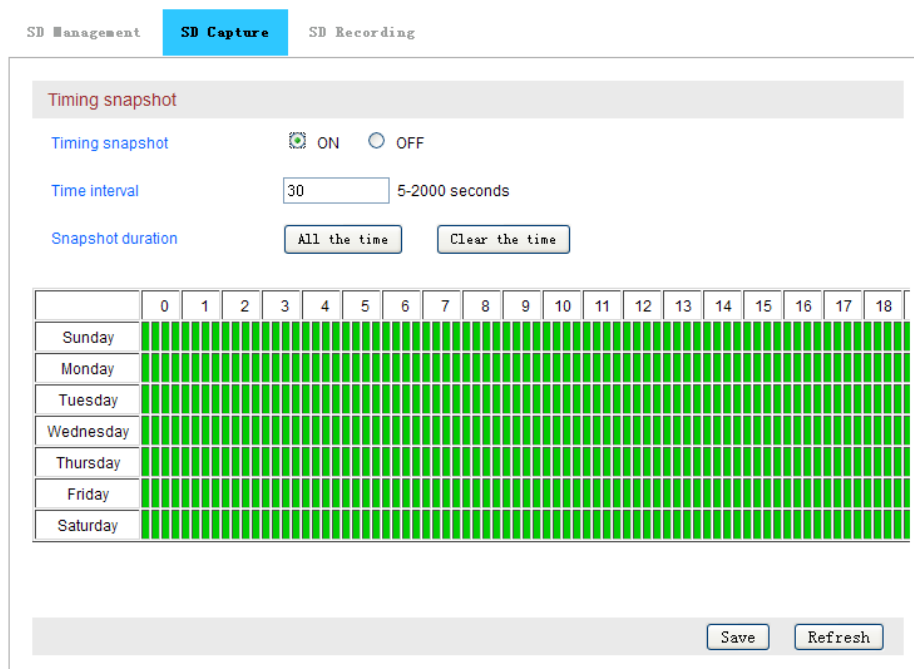 SD Management SD Capture SD Recording
Timing snapshot
Timing snapshot ON OFF
Time interval 30 5-2000 seconds
Snapshot duration All the time Clear the time
0 1 2 3 4 5 6 7 8 9 10 11 12 13 14 15 16 17 18
Sunday
Monday
Tuesday
Wednesday
Thursday
Friday
Saturday
Save Refresh